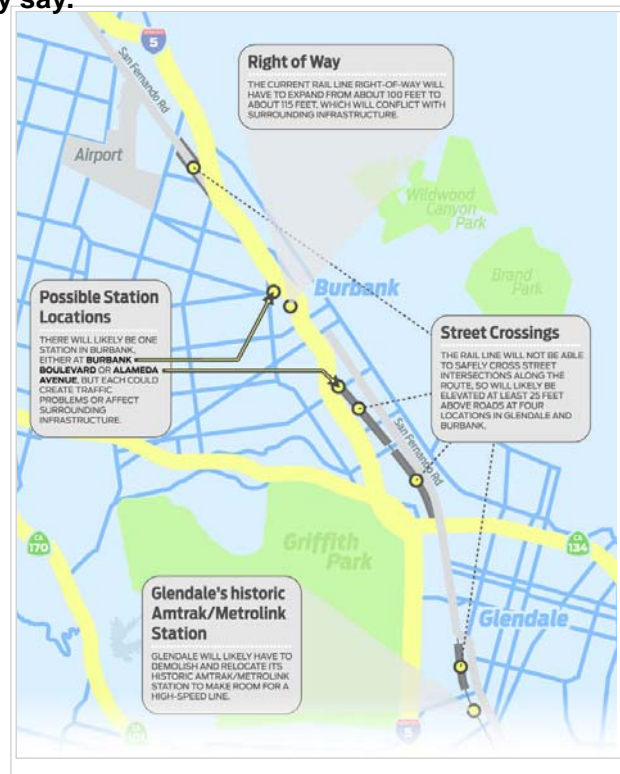 y say.
5
San Fernando Rd
Right of Way
THE CURRENT RAIL LINE RIGHT-OF-WAY WILL
HAVE TO EXPAND FROM ABOUT 100 FEET TO
ABOUT 115 FEET, WHICH WILL CONFLICT WITH
SURROUNDING INFRASTRUCTURE.
Airport
Wildwood
Canyon
Park
Brand
Park
Burbank
Possible Station
Locations
THERE WILL LIKELY BE ONE
STATION IN BURBANK,
EITHER AT BURBANK
BOULEVARD OR ALAMEDA
AVENUE, BUT EACH COULD
CREATE TRAFFIC
PROBLEMS OR AFFECT
SURROUNDING
INFRASTRUCTURE.
Street Crossings
THE RAIL LINE WILL NOT BE ABLE
TO SAFELY CROSS STREET
INTERSECTIONS ALONG THE
ROUTE, SO WILL LIKELY BE
ELEVATED AT LEAST 25 FEET
ABOVE ROADS AT FOUR
LOCATIONS IN GLENDALE AND
BURBANK.
San Fernando Rd
Griffith
Park
CA
170
CA
134
Glendale's historic
Amtrak/Metrolink
Station
GLENDALE WILL LIKELY HAVE TO
DEMOLISH AND RELOCATE ITS
HISTORIC AMTRAK/METROLINK
STATION TO MAKE ROOM FOR A
HIGH-SPEED LINE.
Glendale
101
5